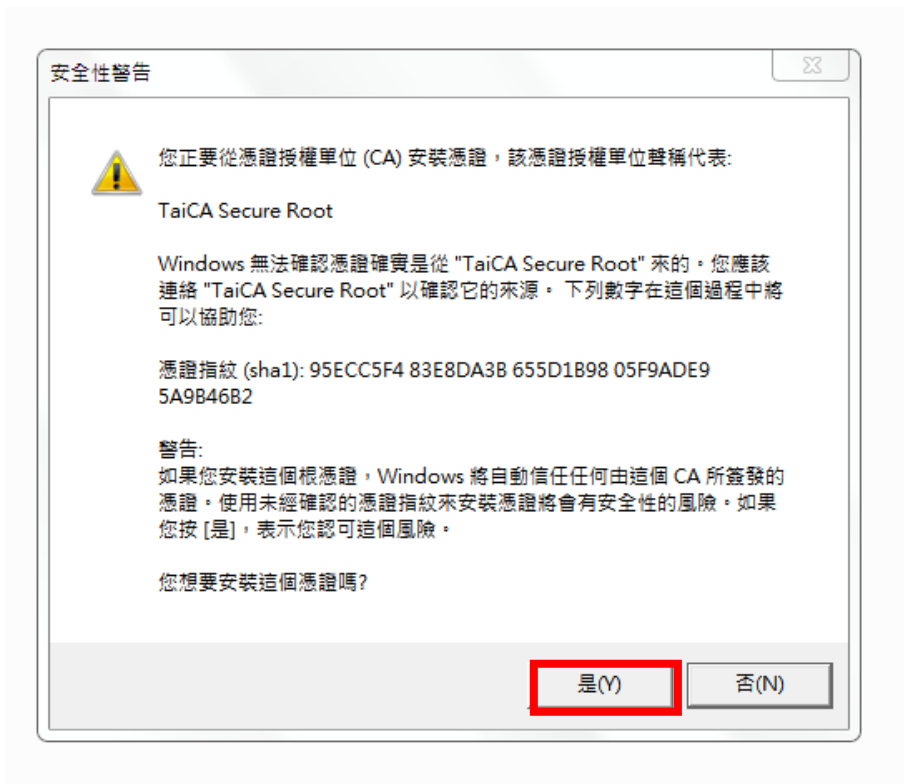 安全性警告
您正要從憑證授權單位 (CA) 安裝憑證，該憑證授權單位聲稱代表:
TaiCA Secure Root
Windows 無法確認憑證確實是從 "TaiCA Secure Root" 來的。您應該
連絡 "TaiCA Secure Root" 以確認它的來源。 下列數字在這個過程中將
可以協助您:
憑證指紋 (sha1): 95ECC5F4 83E8DA3B 655D1B98 05F9ADE9
5A9B46B2
警告:
如果您安裝這個根憑證，Windows 將自動信任任何由這個 CA 所簽發的
憑證。使用未經確認的憑證指紋來安裝憑證將會有安全性的風險。如果
您按 [是]，表示您認可這個風險。
您想要安裝這個憑證嗎?
是(Y)
否(N)